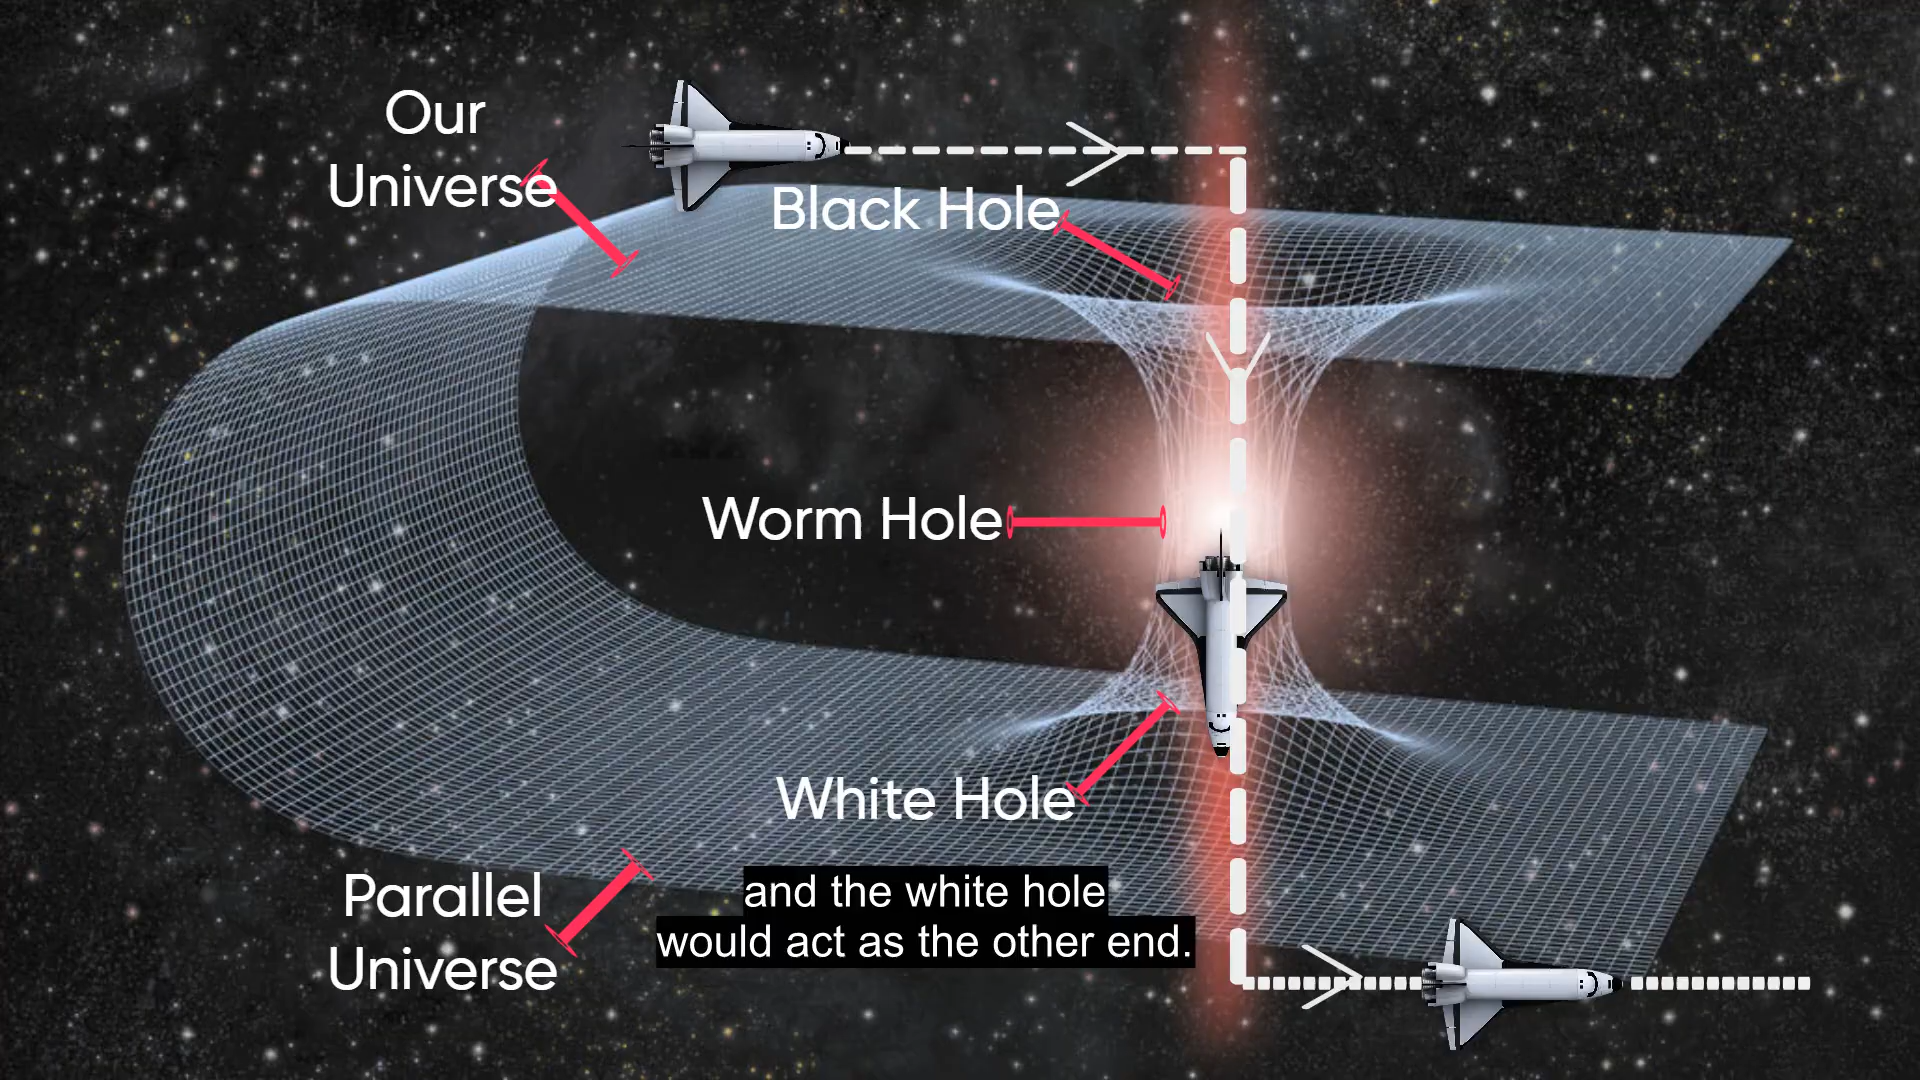 Our
Universe
Black Hole
Worm Hole
White Hole
Parallel
Universe
and the white hole
would act as the other end.